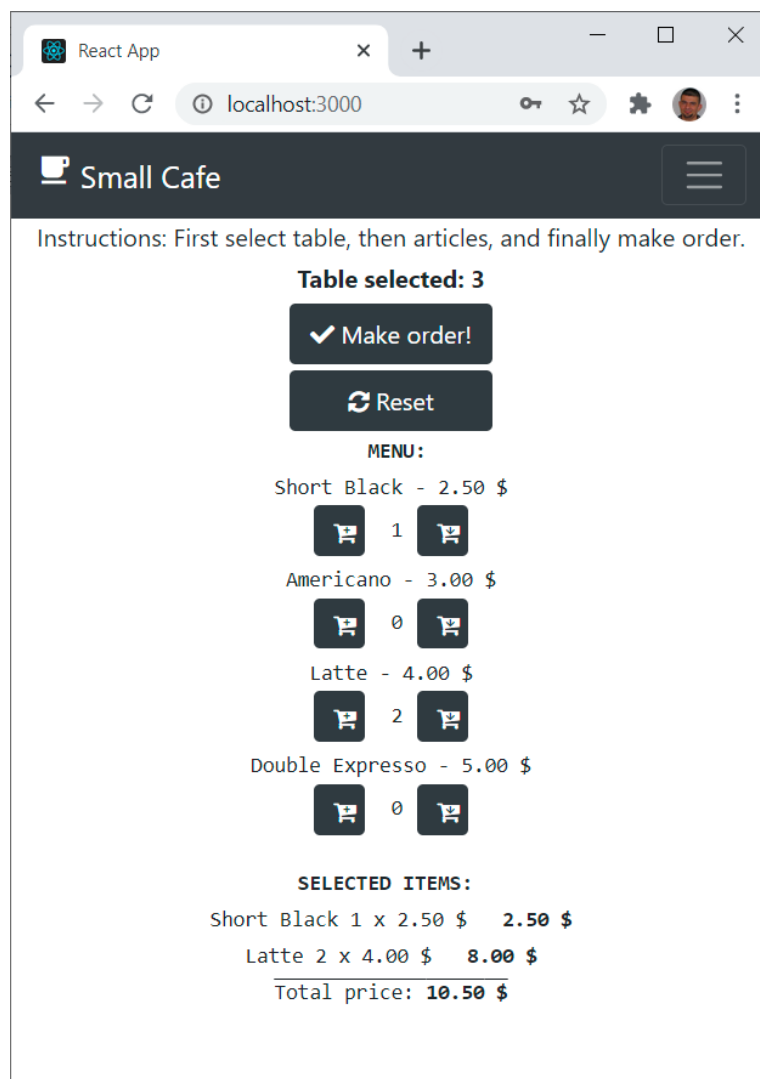 React App
localhost:3000
Small Cafe
Instructions: First select table, then articles, and finally make order.
Table selected: 3
Make order!
Reset
MENU:
Short Black - 2.50 $
1
Americano - 3.00 $
0
Latte - 4.00 $
2
Double Expresso - 5.00 $
0
SELECTED ITEMS:
Short Black 1 x 2.50 $ 2.50 $
Latte 2 x 4.00 $ 8.00 $
Total price: 10.50 $